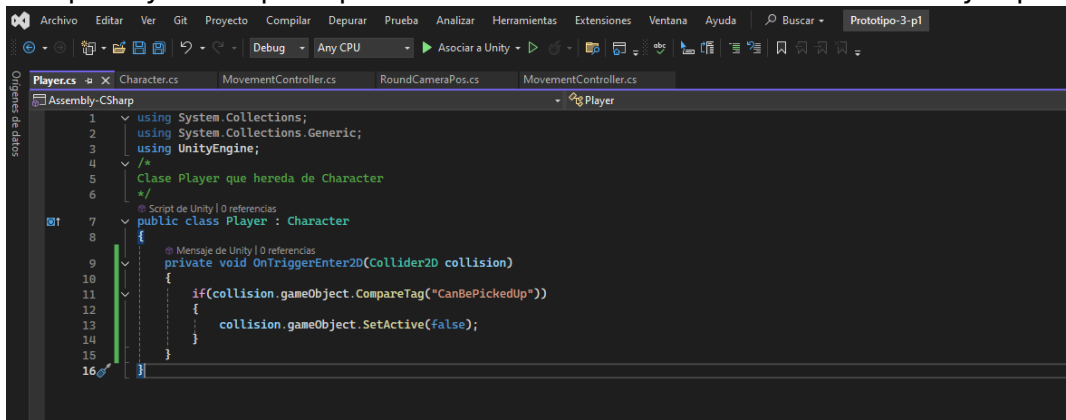 Archivo Editar Ver Git Proyecto Compilar Depurar Prueba Analizar Herramientas Extensiones Ventana Ayuda Buscar Prototipo-3-p1
Debug Any CPU Asociar a Unity
Orígenes de datos
Player.cs Character.cs MovementController.cs RoundCameraPos.cs MovementController.cs
Assembly-CSharp Player
1 using System.Collections;
2 using System.Collections.Generic;
3 using UnityEngine;
4 /*
5 Clase Player que hereda de Character
6 */
Script de Unity | 0 referencias
7 public class Player : Character
8 {
Mensaje de Unity | 0 referencias
9 private void OnTriggerEnter2D(Collider2D collision)
10 {
11 if(collision.gameObject.CompareTag("CanBePickedUp"))
12 {
13 collision.gameObject.SetActive(false);
14 }
15 }
16 }